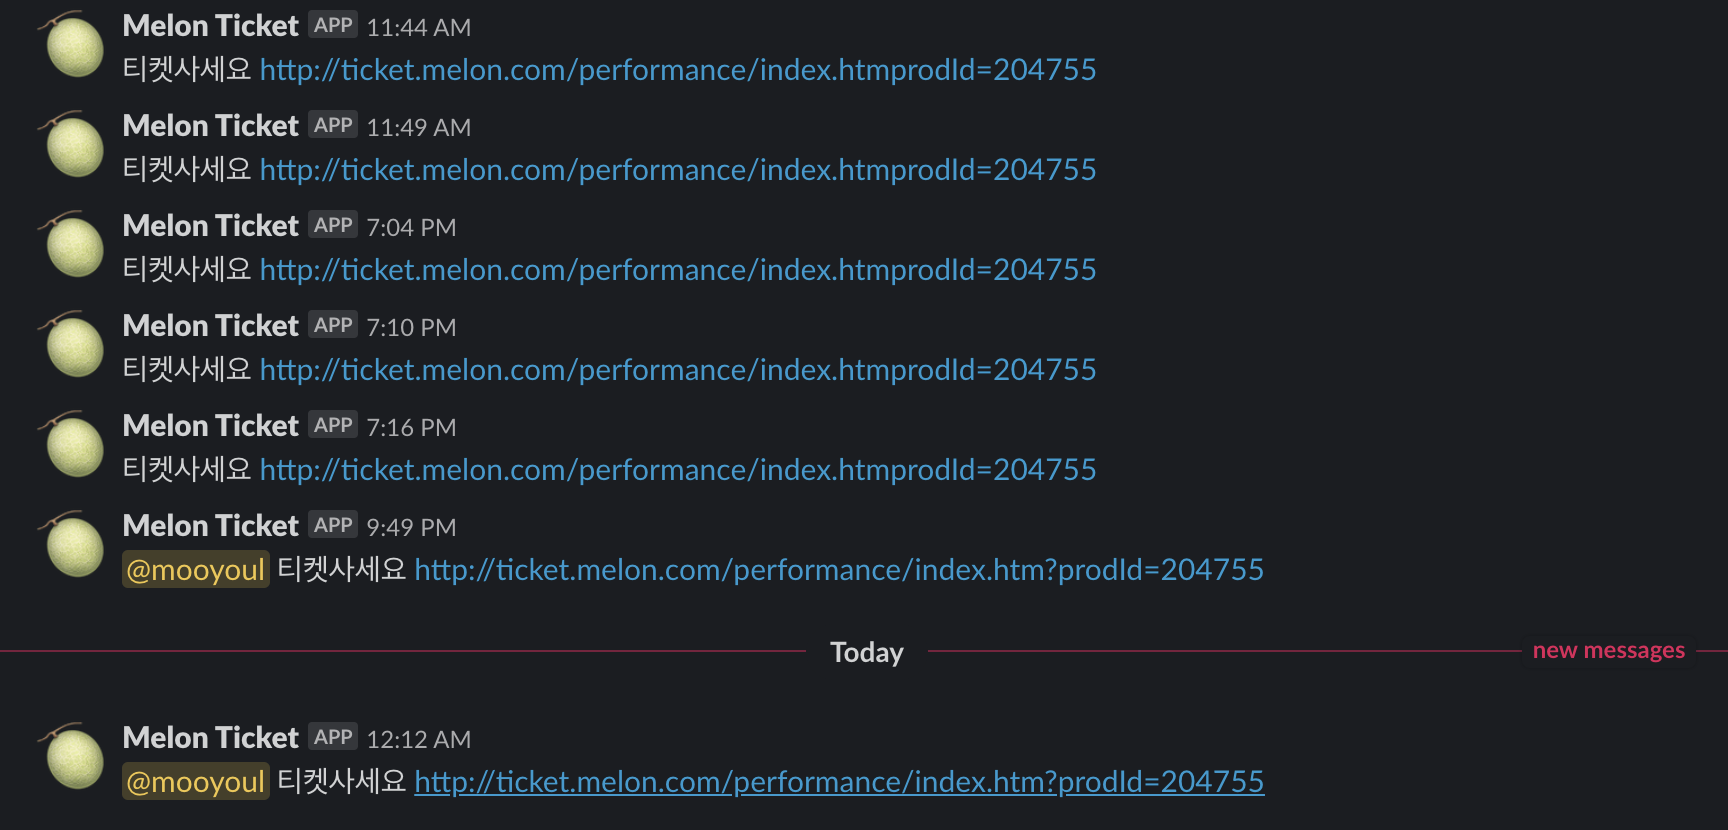 Melon Ticket APP 11:44 AM
티켓사세요 http://ticket.melon.com/performance/index.htmprodId=204755
Melon Ticket APP 11:49 AM
티켓사세요 http://ticket.melon.com/performance/index.htmprodId=204755
Melon Ticket APP 7:04 PM
티켓사세요 http://ticket.melon.com/performance/index.htmprodId=204755
Melon Ticket APP 7:10 PM
티켓사세요 http://ticket.melon.com/performance/index.htmprodId=204755
Melon Ticket APP 7:16 PM
티켓사세요 http://ticket.melon.com/performance/index.htmprodId=204755
Melon Ticket APP 9:49 PM
@mooyoul 티켓사세요 http://ticket.melon.com/performance/index.htm?prodId=204755
Today new messages
Melon Ticket APP 12:12 AM
@mooyoul 티켓사세요 http://ticket.melon.com/performance/index.htm?prodId=204755